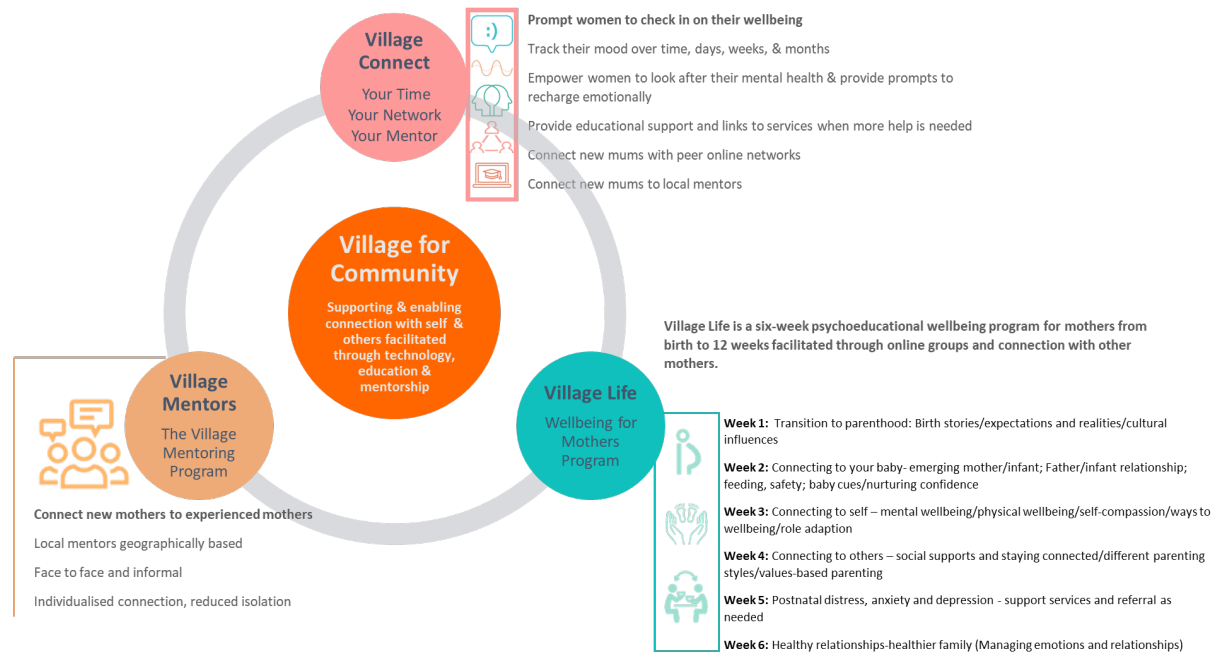 Village
Connect
Your Time
Your Network
Your Mentor
:)
Prompt women to check in on their wellbeing
Track their mood over time, days, weeks, & months
Empower women to look after their mental health & provide prompts to
recharge emotionally
Provide educational support and links to services when more help is needed
Connect new mums with peer online networks
Connect new mums to local mentors
Village for
Community
Supporting & enabling
connection with self & 
others facilitated
through technology,
education &
mentorship
Village
Mentors
The Village
Mentoring
Program
Connect new mothers to experienced mothers
Local mentors geographically based
Face to face and informal
Individualised connection, reduced isolation
Village Life
Wellbeing for
Mothers
Program
Village Life is a six-week psychoeducational wellbeing program for mothers from
birth to 12 weeks facilitated through online groups and connection with other
mothers.
Week 1: Transition to parenthood: Birth stories/expectations and realities/cultural
influences
Week 2: Connecting to your baby- emerging mother/infant; Father/infant relationship;
feeding, safety; baby cues/nurturing confidence
Week 3: Connecting to self – mental wellbeing/physical wellbeing/self-compassion/ways to
wellbeing/role adaption
Week 4: Connecting to others – social supports and staying connected/different parenting
styles/values-based parenting
Week 5: Postnatal distress, anxiety and depression - support services and referral as
needed
Week 6: Healthy relationships-healthier family (Managing emotions and relationships)